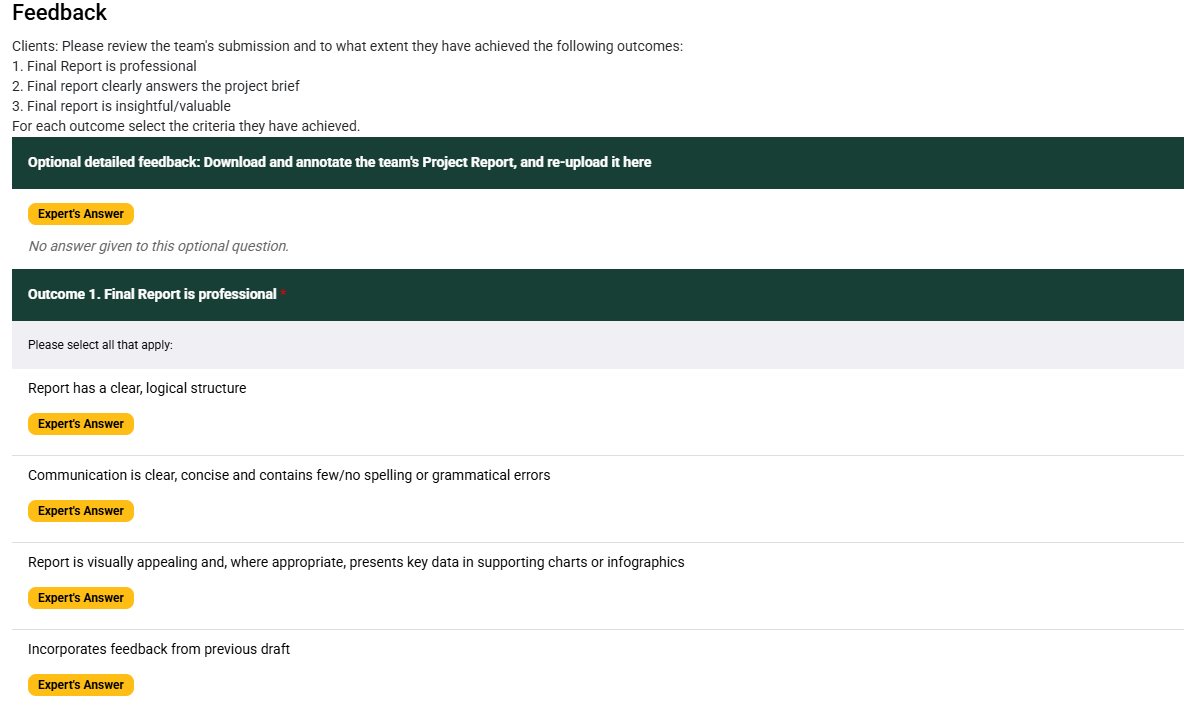 Feedback
Clients: Please review the team's submission and to what extent they have achieved the following outcomes:
1. Final Report is professional
2. Final report clearly answers the project brief
3. Final report is insightful/valuable
For each outcome select the criteria they have achieved.
Optional detailed feedback: Download and annotate the team's Project Report, and re-upload it here
Expert's Answer
No answer given to this optional question.
Outcome 1. Final Report is professional *
Please select all that apply:
Report has a clear, logical structure
Expert's Answer
Communication is clear, concise and contains few/no spelling or grammatical errors
Expert's Answer
Report is visually appealing and, where appropriate, presents key data in supporting charts or infographics
Expert's Answer
Incorporates feedback from previous draft
Expert's Answer